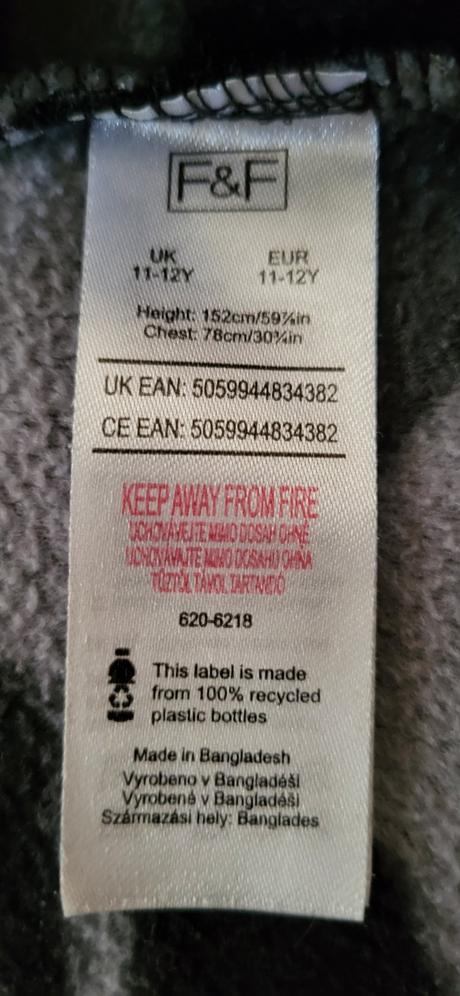 F&F
UK EUR
11-12Y 11-12Y
Height: 152cm/59¾in
Chest: 78cm/30¾in
UK EAN: 5059944834382
CE EAN: 5059944834382
KEEP AWAY FROM FIRE
UCHOVÁVEJTE MIMO DOSAH OHNĚ
UCHOVÁVAJTE MIMO DOSAHU OHŇA
TŰZTŐL TÁVOL TARTANDÓ
620-6218
This label is made
from 100% recycled
plastic bottles
Made in Bangladesh
Vyrobeno v Bangladéši
Vyrobené v Bangladéši
Származási hely: Banglades